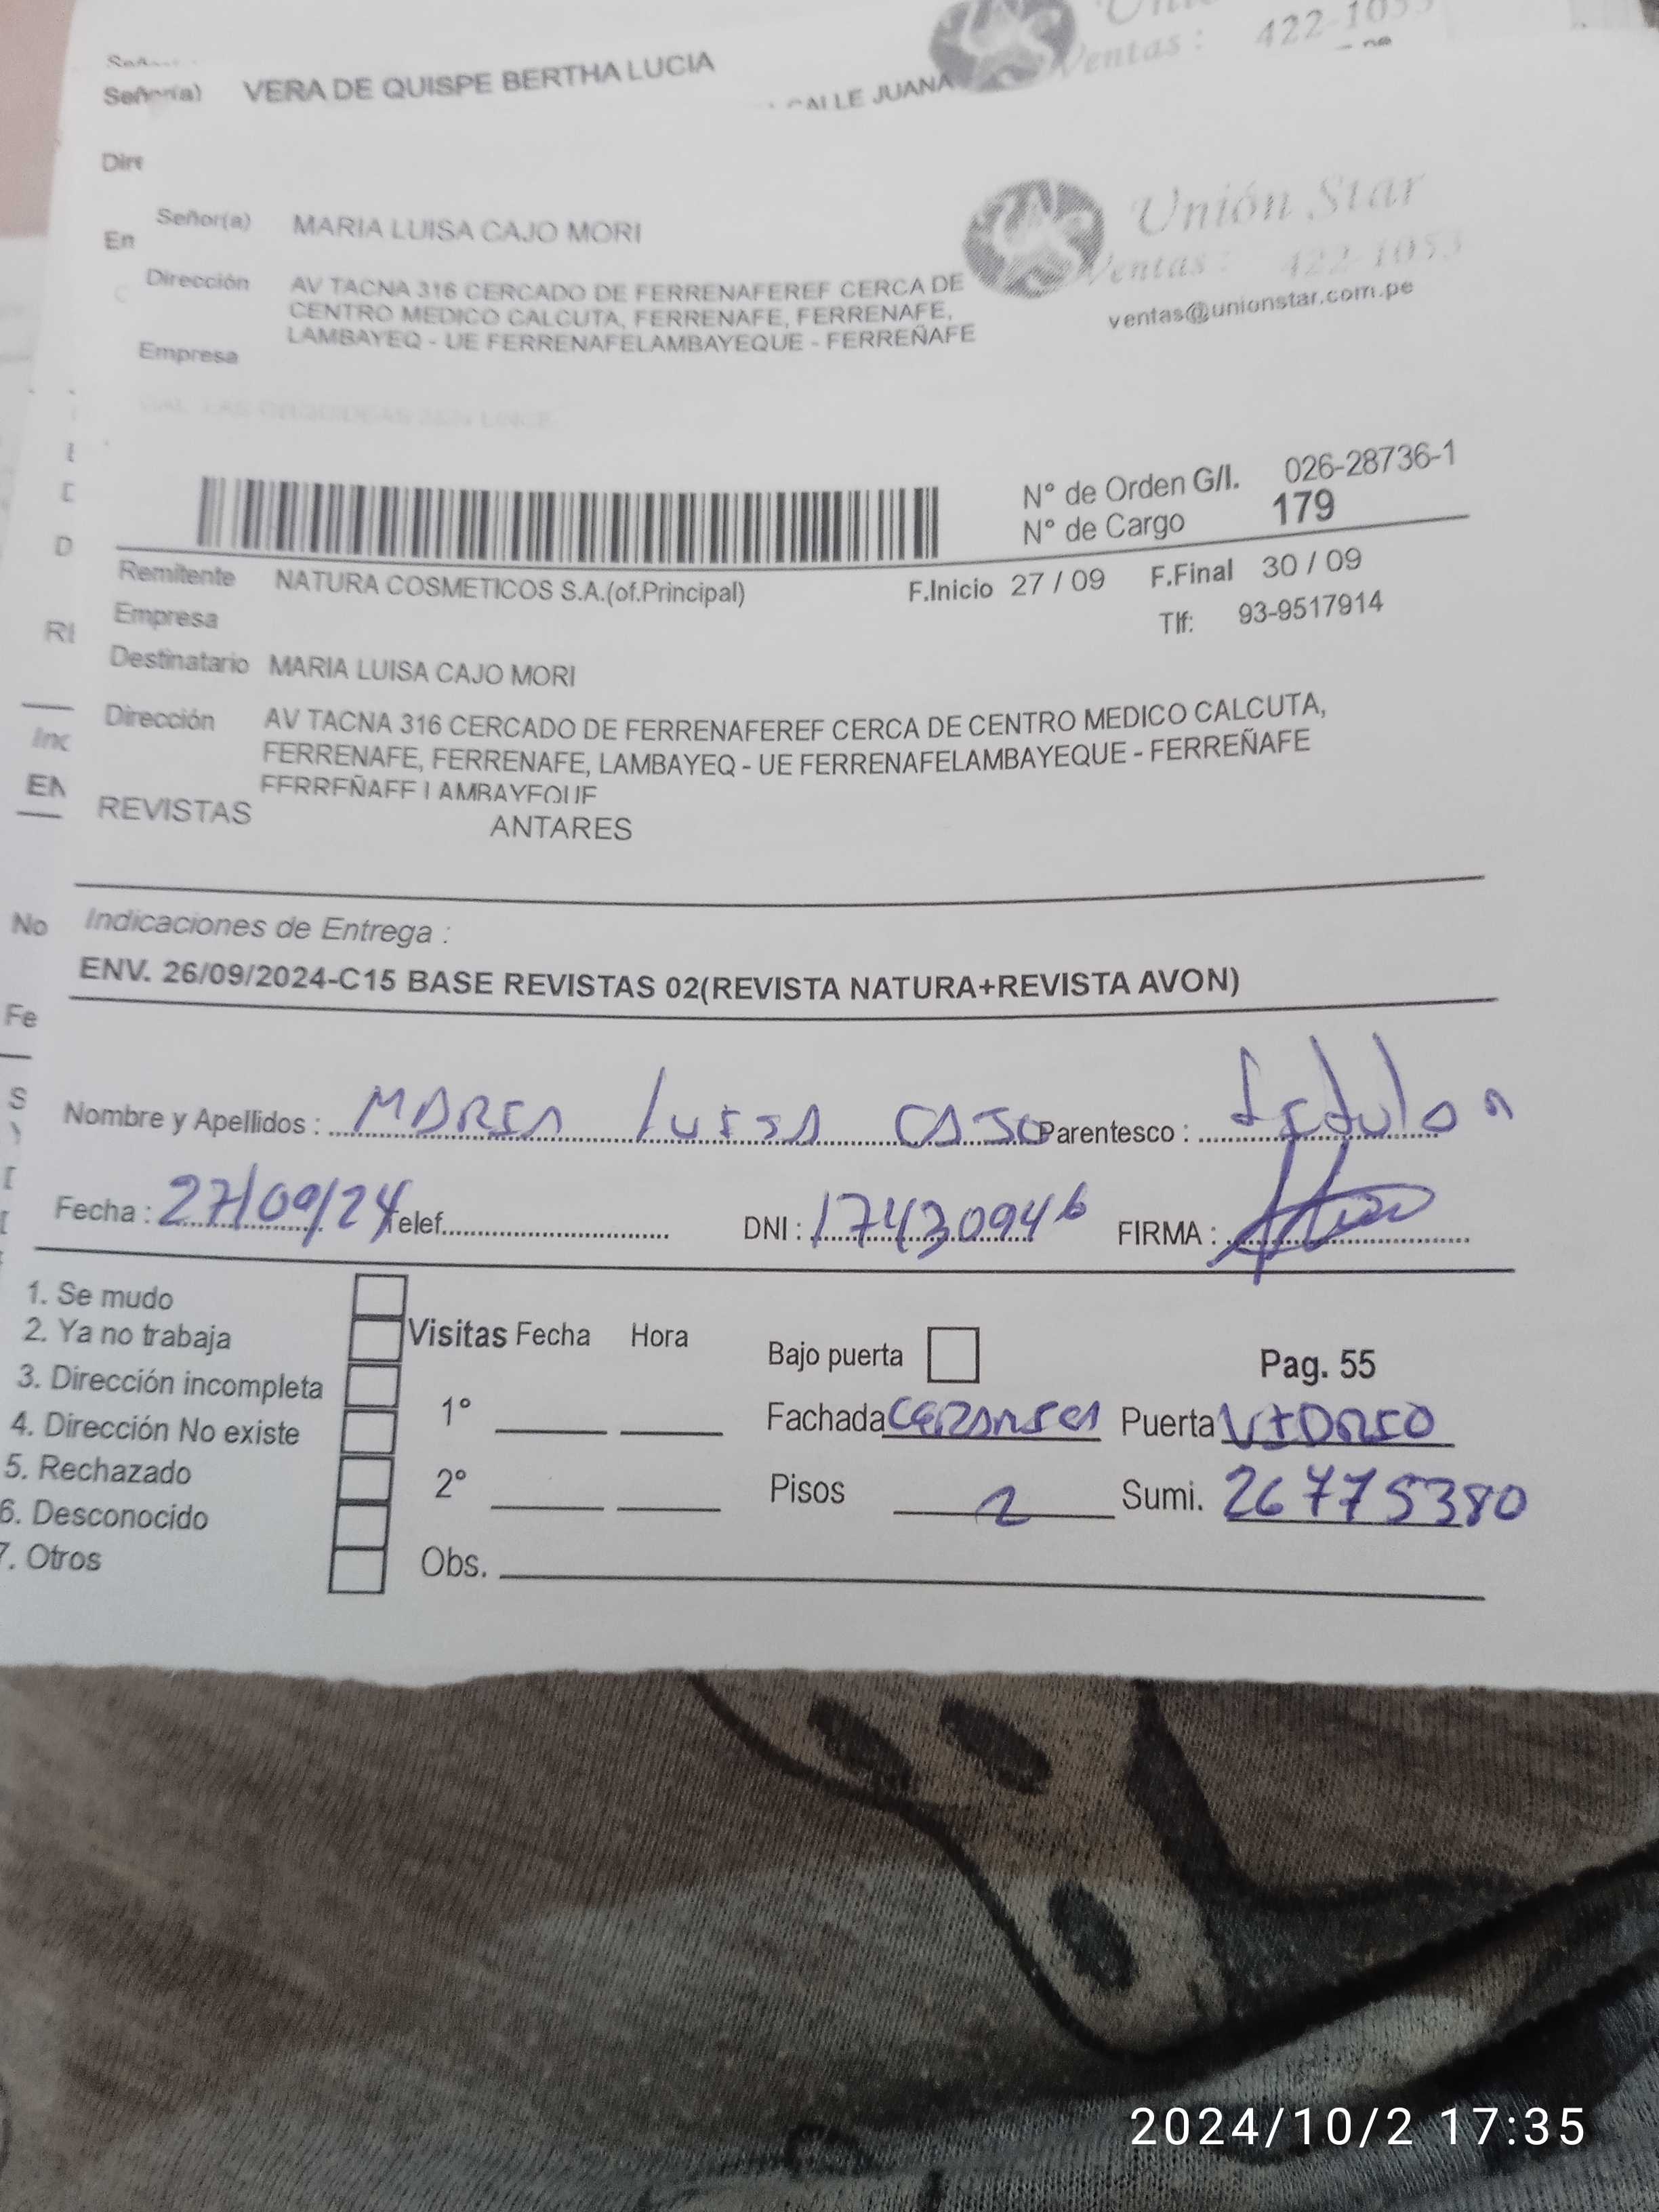 Señor(a) VERA DE QUISPE BERTHA LUCIA
CALLE JUANA
Ventas : 422-1053
Señor(a) MARIA LUISA CAJO MORI
Unión Star
Ventas : 422-1053
ventas@unionstar.com.pe
Dirección AV TACNA 316 CERCADO DE FERRENAFEREF CERCA DE
CENTRO MEDICO CALCUTA, FERRENAFE, FERRENAFE,
LAMBAYEQ - UE FERRENAFELAMBAYEQUE - FERREÑAFE
Empresa
N° de Orden G/I. 026-28736-1
N° de Cargo 179
Remitente NATURA COSMETICOS S.A.(of.Principal) F.Inicio 27 / 09 F.Final 30 / 09
Empresa Tlf: 93-9517914
Destinatario MARIA LUISA CAJO MORI
Dirección AV TACNA 316 CERCADO DE FERRENAFEREF CERCA DE CENTRO MEDICO CALCUTA,
FERRENAFE, FERRENAFE, LAMBAYEQ - UE FERRENAFELAMBAYEQUE - FERREÑAFE
FERREÑAFE LAMBAYEQUE
REVISTAS ANTARES
Indicaciones de Entrega :
ENV. 26/09/2024-C15 BASE REVISTAS 02(REVISTA NATURA+REVISTA AVON)
Nombre y Apellidos : MARIA LUISA CAJO Parentesco :
Fecha : 27/09/24 Telef. DNI : 17430946 FIRMA :
1. Se mudo
2. Ya no trabaja Visitas Fecha Hora Bajo puerta Pag. 55
3. Dirección incompleta
4. Dirección No existe 1° Fachada Puerta VIDRIO
5. Rechazado 2° Pisos 2 Sumi. 26775380
6. Desconocido
7. Otros Obs.
2024/10/2 17:35